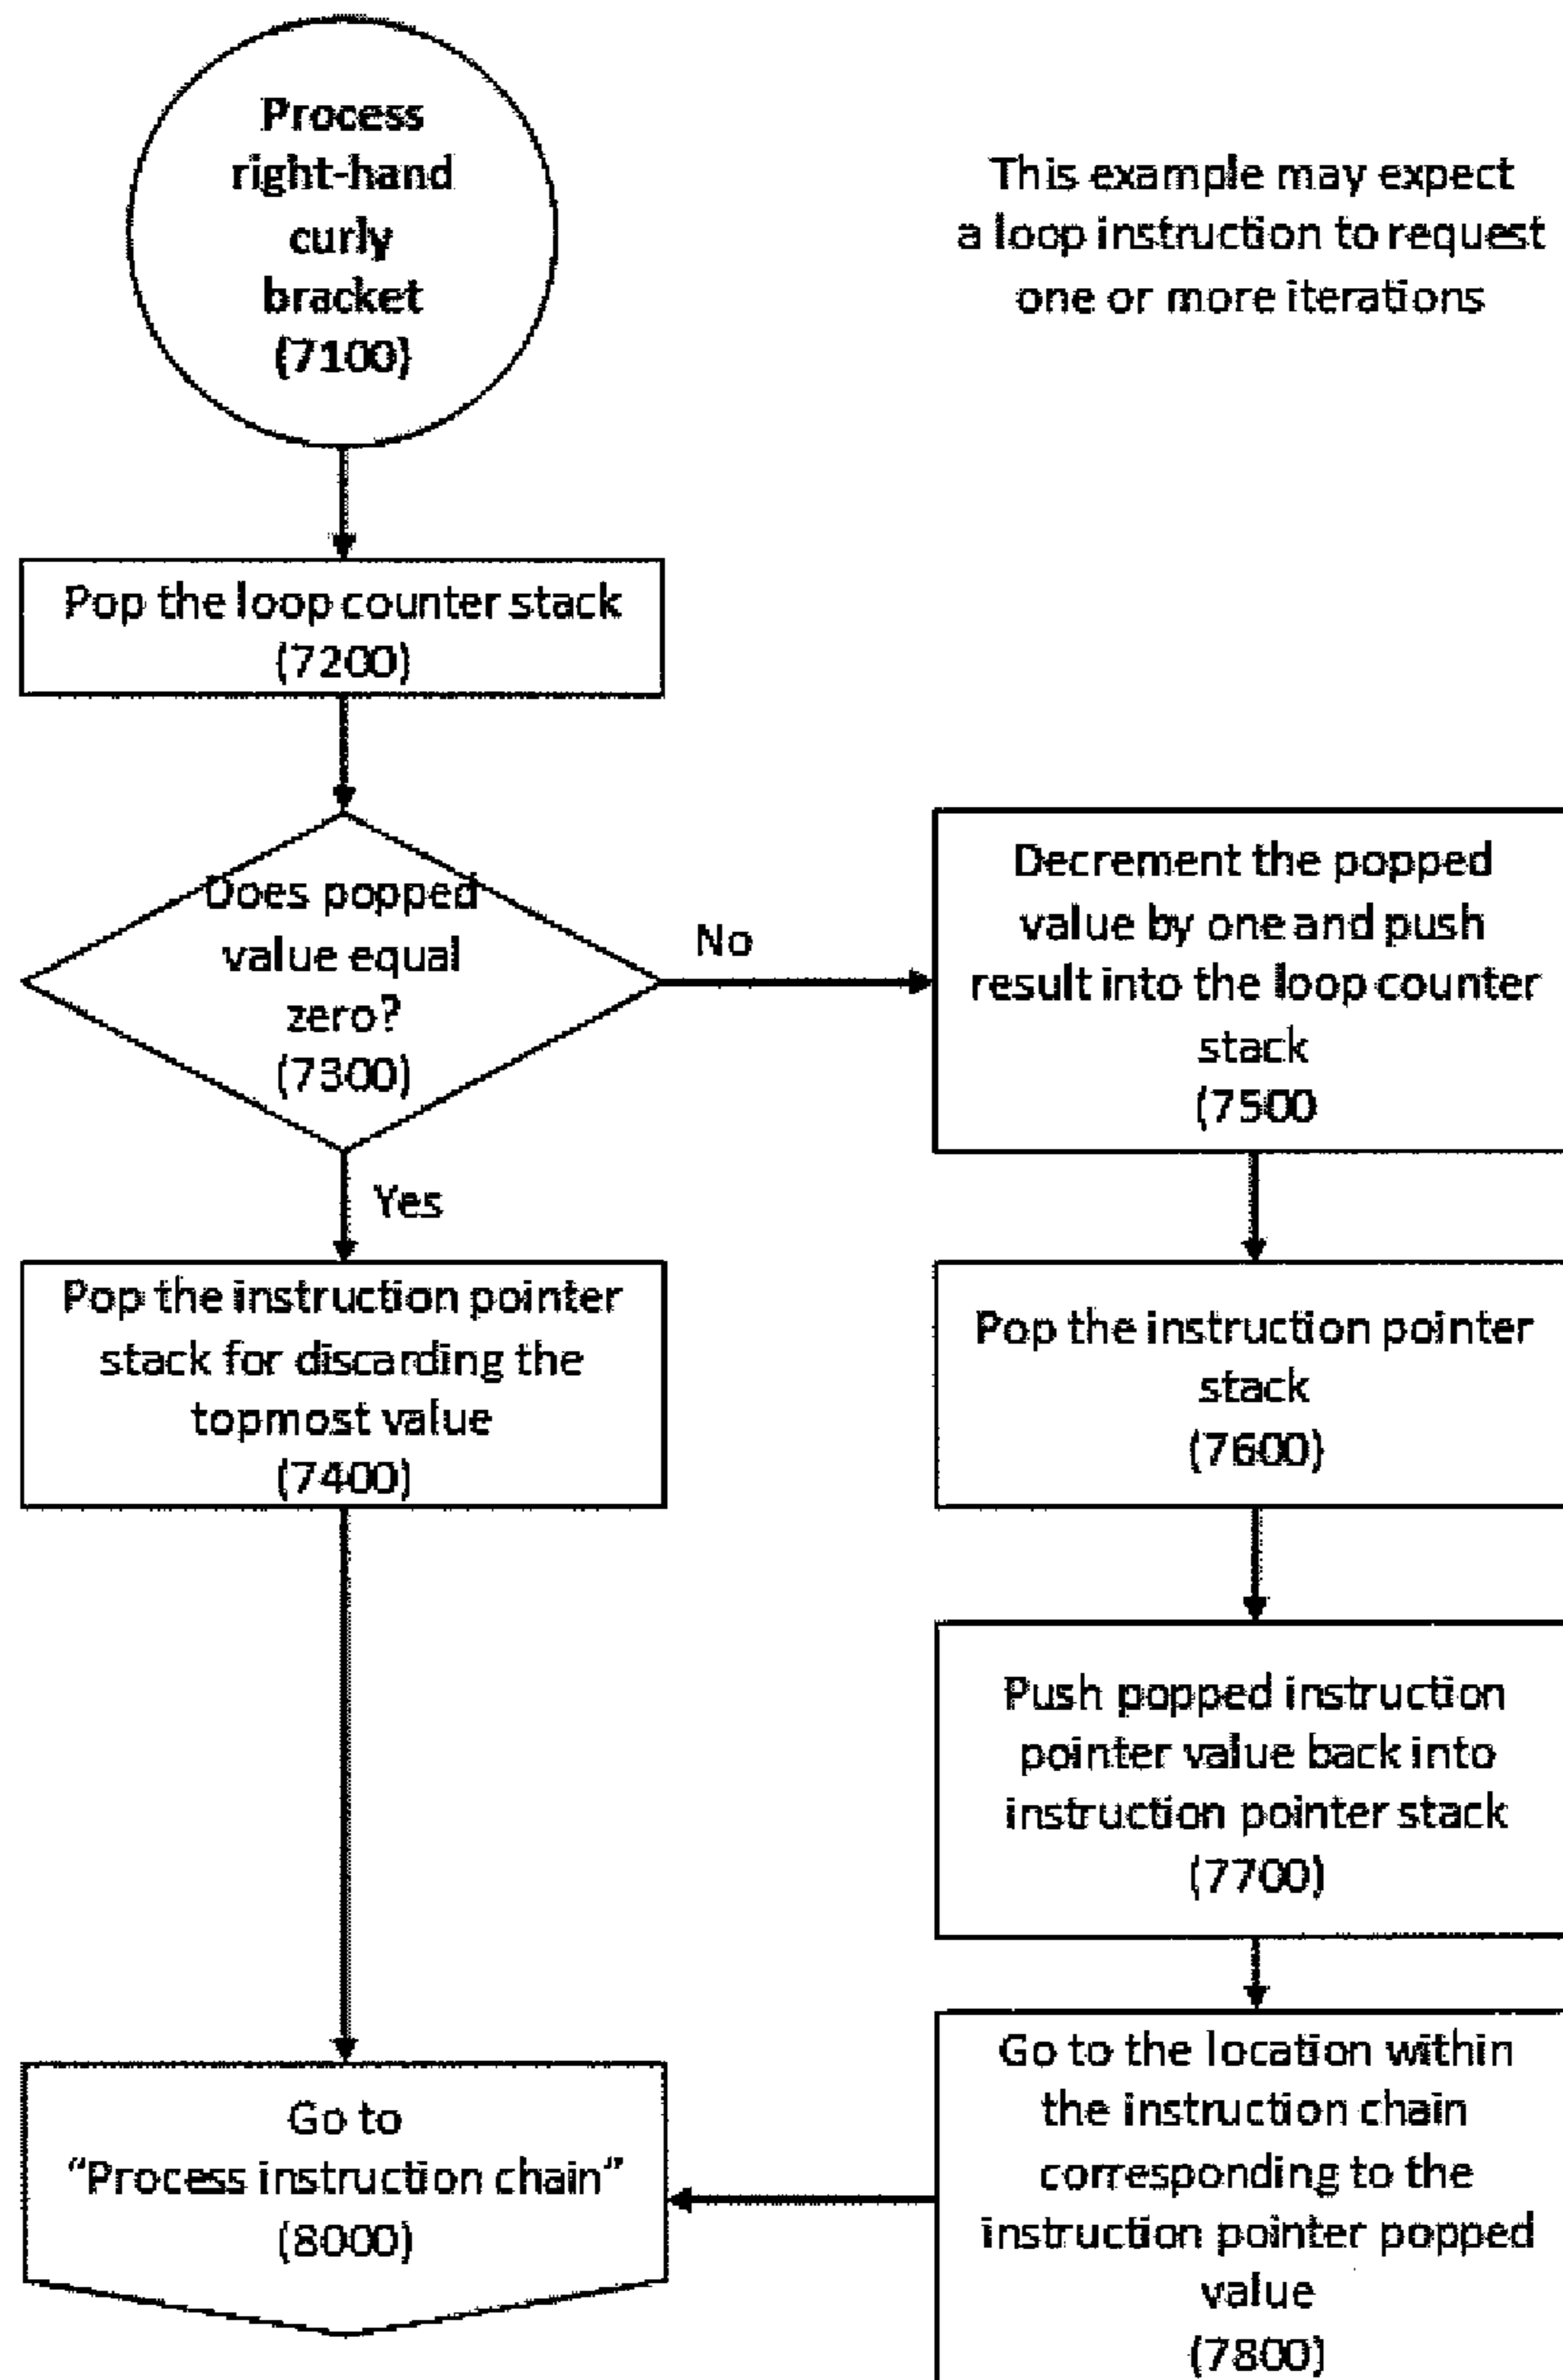 Process
right-hand
curly
bracket
(7100)
This example may expect
a loop instruction to request
one or more iterations
Pop the loop counter stack
(7200)
Does popped
value equal
zero?
(7300)
No
Decrement the popped
value by one and push
result into the loop counter
stack
(7500
Yes
Pop the instruction pointer
stack for discarding the
topmost value
(7400)
Pop the instruction pointer
stack
(7600)
Push popped instruction
pointer value back into
instruction pointer stack
(7700)
Go to the location within
the instruction chain
corresponding to the
instruction pointer popped
value
(7800)
Go to
“Process instruction chain”
(8000)